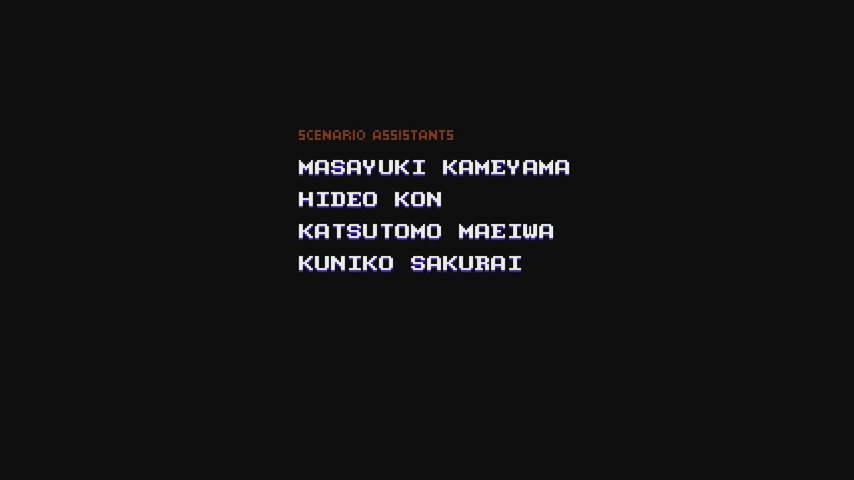 SCENARIO ASSISTANTS
MASAYUKI KAMEYAMA
HIDEO KON
KATSUTOMO MAEIWA
KUNIKO SAKURAI